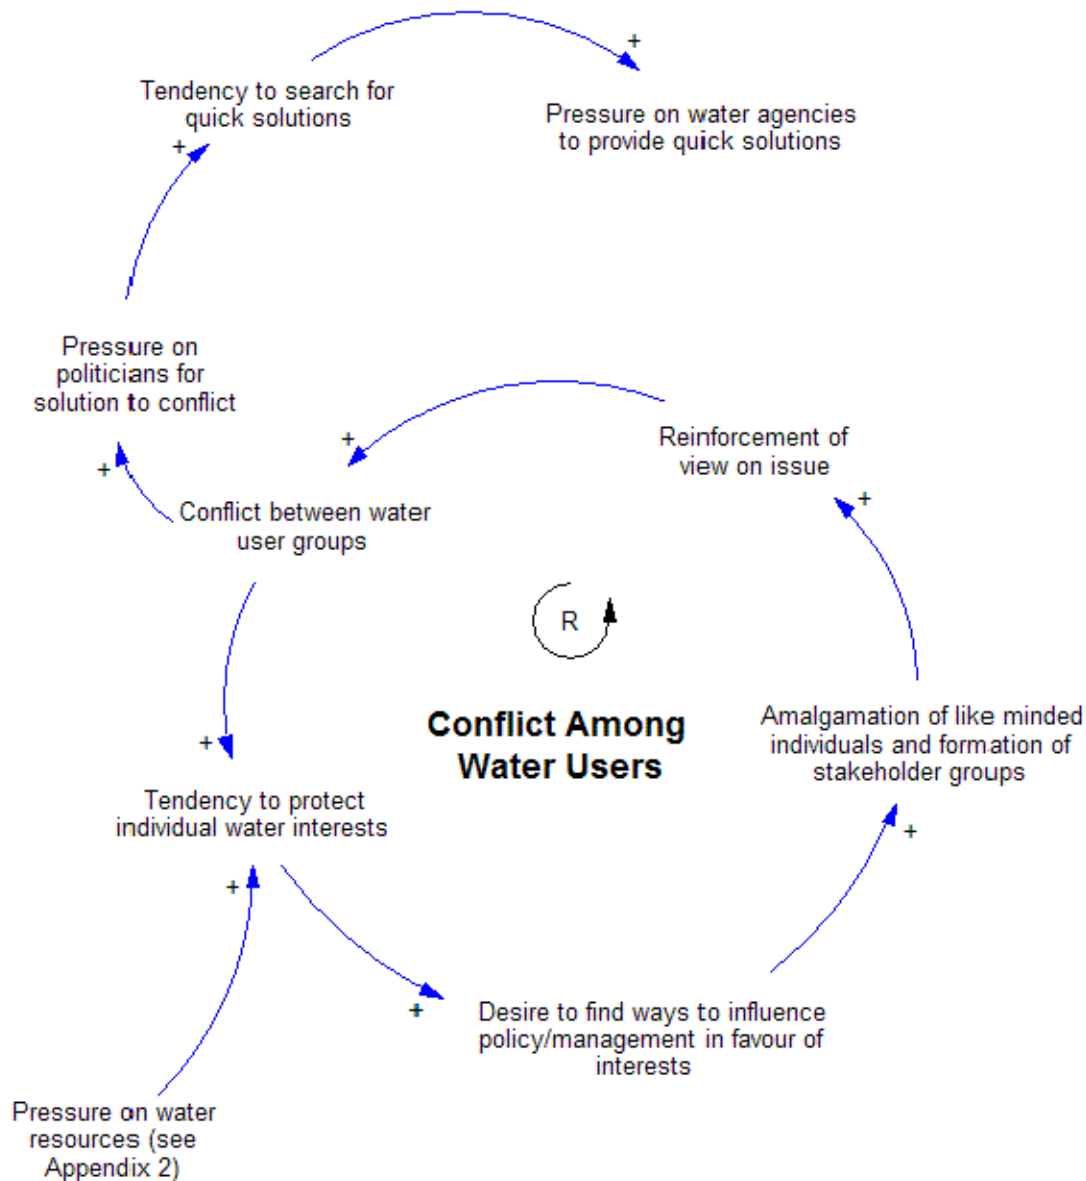 +
Tendency to search for
quick solutions
Pressure on water agencies
to provide quick solutions
+
Pressure on
politicians for
solution to conflict
+
Reinforcement of
view on issue
+
+
Conflict between water
user groups
R
Conflict Among
Water Users
Amalgamation of like minded
individuals and formation of
stakeholder groups
+
Tendency to protect
individual water interests
+
+
Desire to find ways to influence
policy/management in favour of
interests
+
Pressure on water
resources (see
Appendix 2)
+